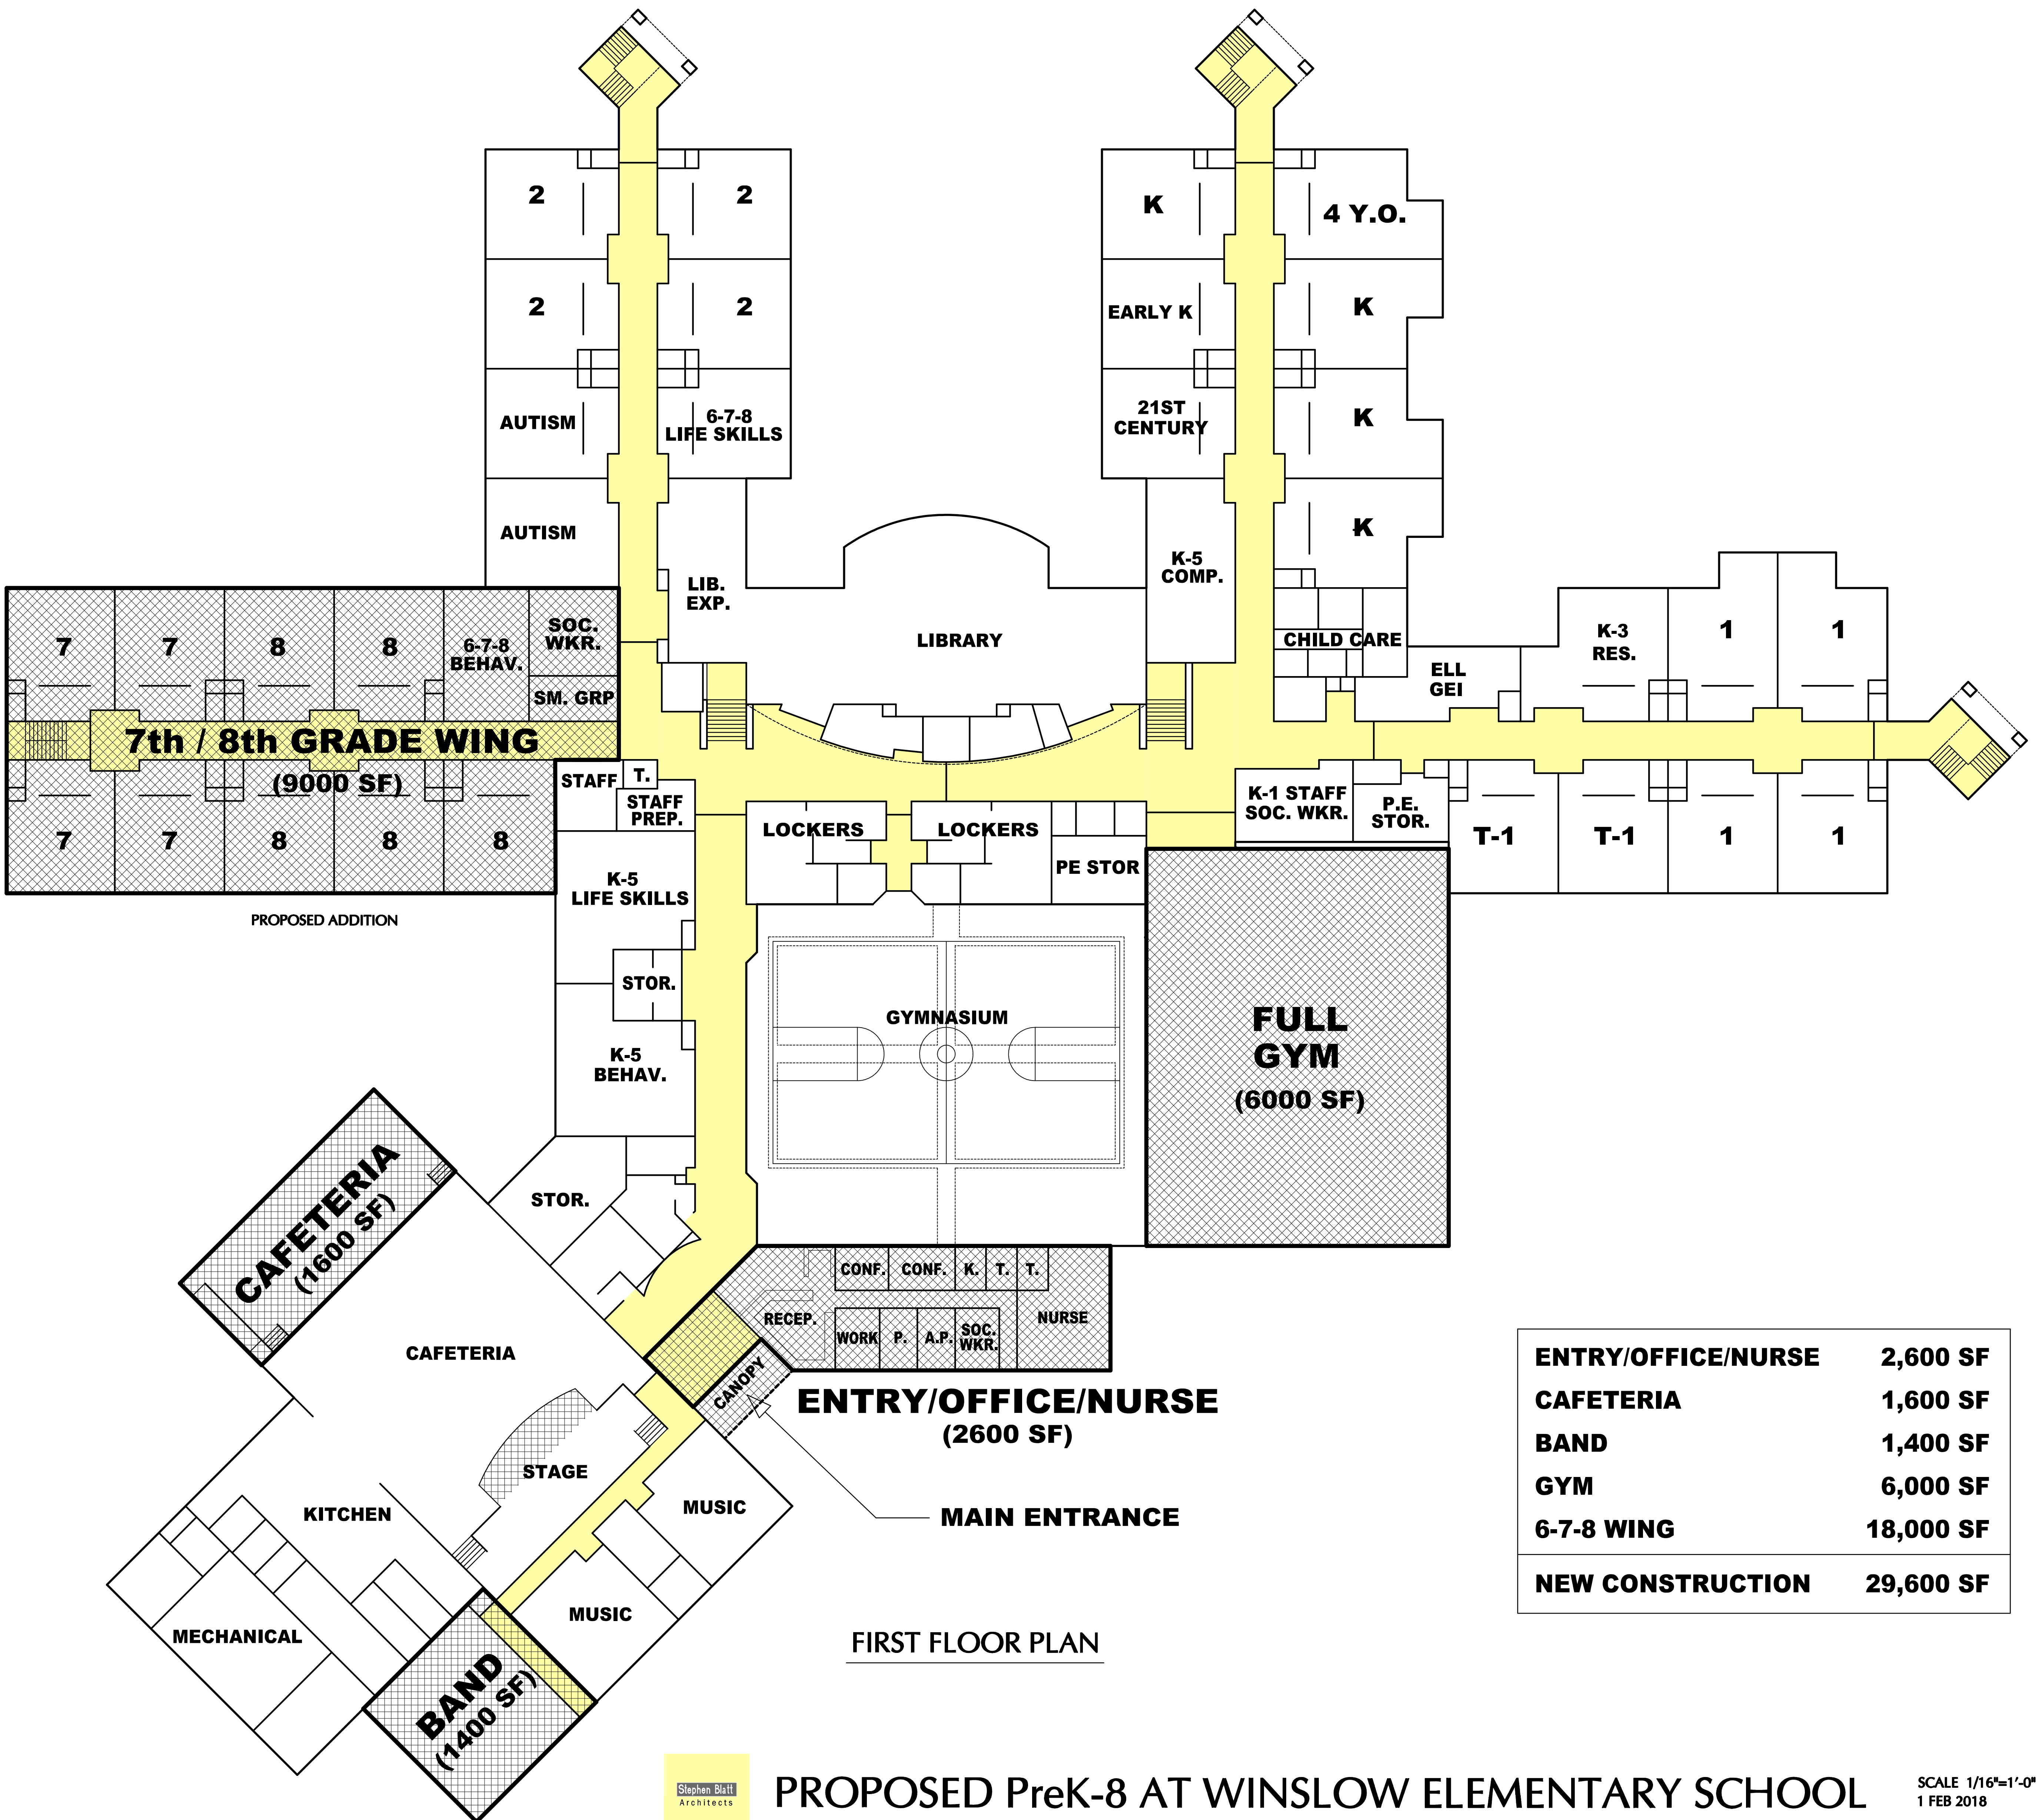 2
2
K
4 Y.O.
2
2
EARLY K
K
AUTISM
6-7-8
LIFE SKILLS
21ST
CENTURY
K
AUTISM
LIB.
EXP.
LIBRARY
K-5
COMP.
K
CHILD CARE
ELL
GEI
K-3
RES.
1
1
7
7
8
8
6-7-8
BEHAV.
SOC.
WKR.
SM. GRP
7th / 8th GRADE WING
(9000 SF)
7
7
8
8
8
PROPOSED ADDITION
STAFF
T.
STAFF
PREP.
LOCKERS
LOCKERS
PE STOR
K-1 STAFF
SOC. WKR.
P.E.
STOR.
T-1
T-1
1
1
K-5
LIFE SKILLS
STOR.
K-5
BEHAV.
GYMNASIUM
FULL
GYM
(6000 SF)
STOR.
CAFETERIA
(1600 SF)
CAFETERIA
CONF.
CONF.
K.
T.
T.
RECEP.
WORK
P.
A.P.
SOC.
WKR.
NURSE
CANOPY
ENTRY/OFFICE/NURSE
(2600 SF)
MAIN ENTRANCE
STAGE
KITCHEN
MUSIC
MUSIC
MECHANICAL
BAND
(1400 SF)
ENTRY/OFFICE/NURSE 2,600 SF
CAFETERIA 1,600 SF
BAND 1,400 SF
GYM 6,000 SF
6-7-8 WING 18,000 SF
NEW CONSTRUCTION 29,600 SF
FIRST FLOOR PLAN
Stephen Blatt
Architects
PROPOSED PreK-8 AT WINSLOW ELEMENTARY SCHOOL
SCALE 1/16"=1'-0"
1 FEB 2018